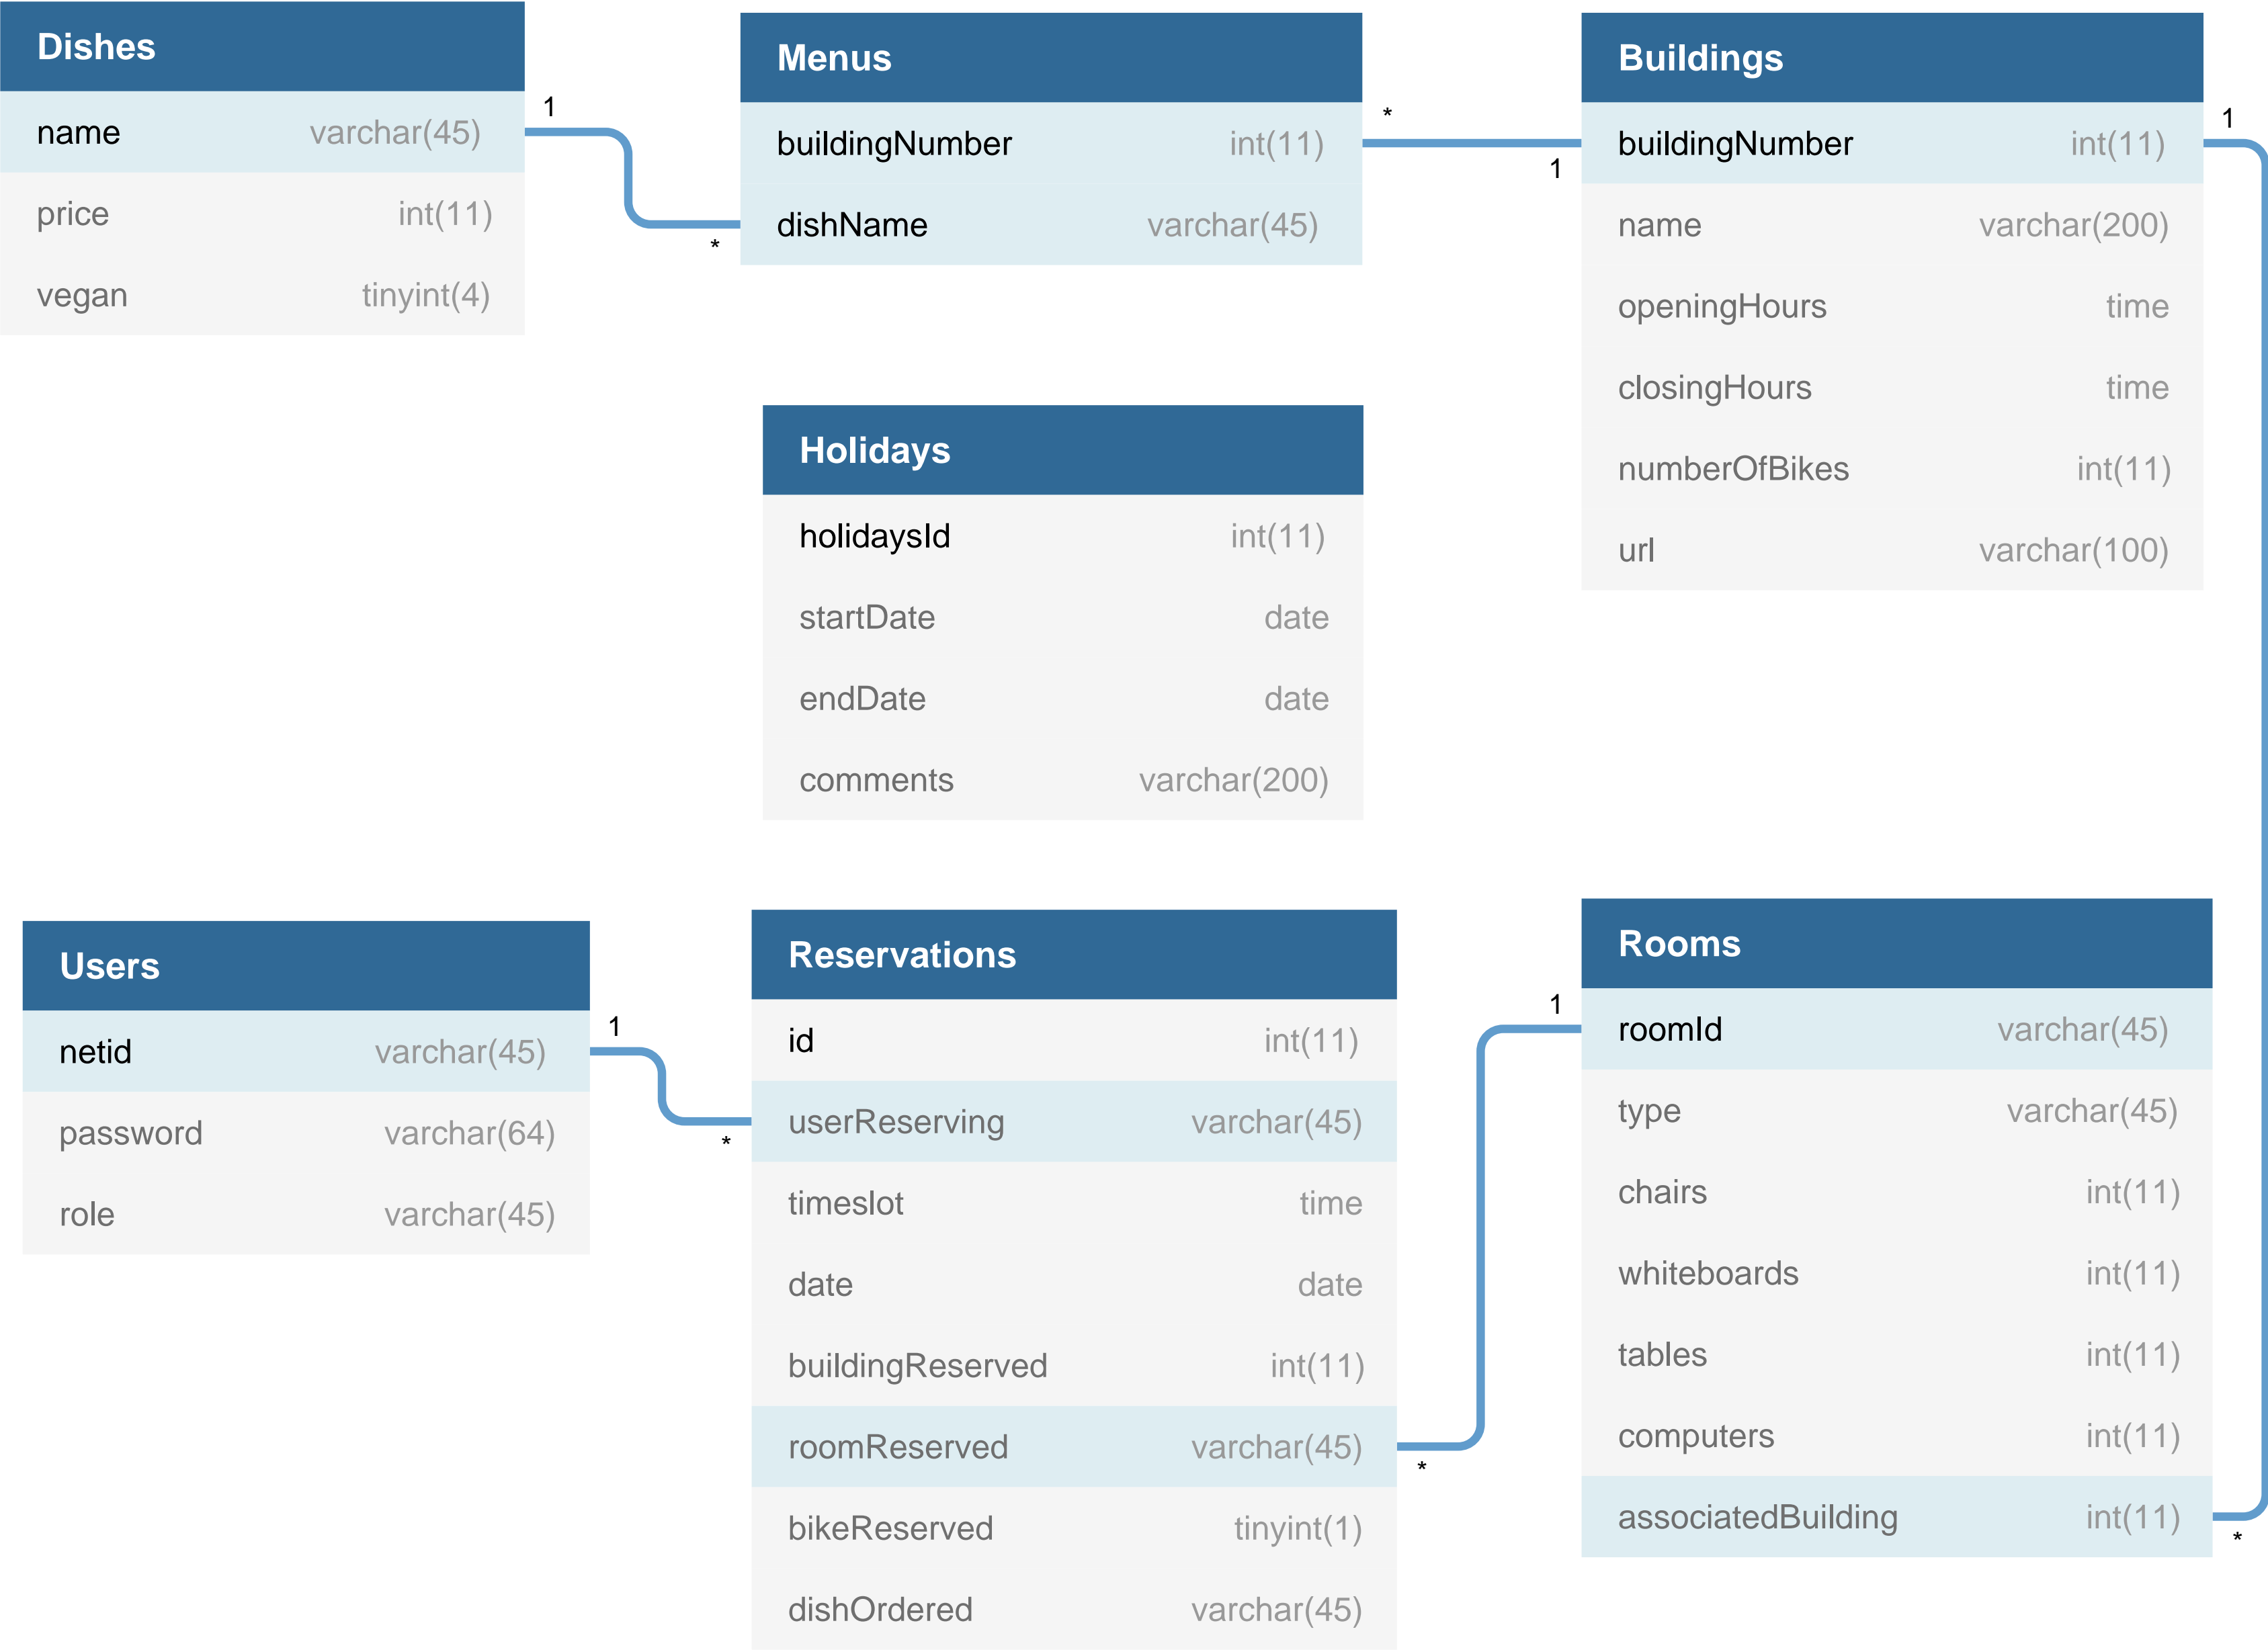 Dishes
name varchar(45)
price int(11)
vegan tinyint(4)
1
*
Menus
buildingNumber int(11)
dishName varchar(45)
*
1
Buildings
buildingNumber int(11)
name varchar(200)
openingHours time
closingHours time
numberOfBikes int(11)
url varchar(100)
1
Holidays
holidaysId int(11)
startDate date
endDate date
comments varchar(200)
Users
netid varchar(45)
password varchar(64)
role varchar(45)
1
*
Reservations
id int(11)
userReserving varchar(45)
timeslot time
date date
buildingReserved int(11)
roomReserved varchar(45)
bikeReserved tinyint(1)
dishOrdered varchar(45)
1
*
Rooms
roomId varchar(45)
type varchar(45)
chairs int(11)
whiteboards int(11)
tables int(11)
computers int(11)
associatedBuilding int(11)
*